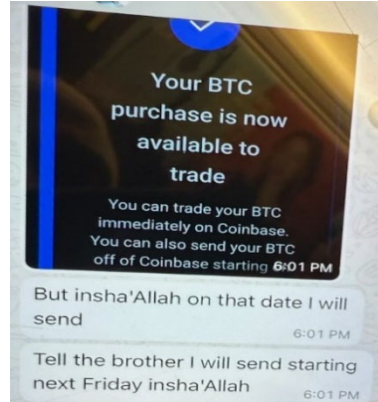 Your BTC
purchase is now
available to
trade
You can trade your BTC
immediately on Coinbase.
You can also send your BTC
off of Coinbase starting 6:01 PM
But insha'Allah on that date I will
send
6:01 PM
Tell the brother I will send starting
next Friday insha'Allah
6:01 PM